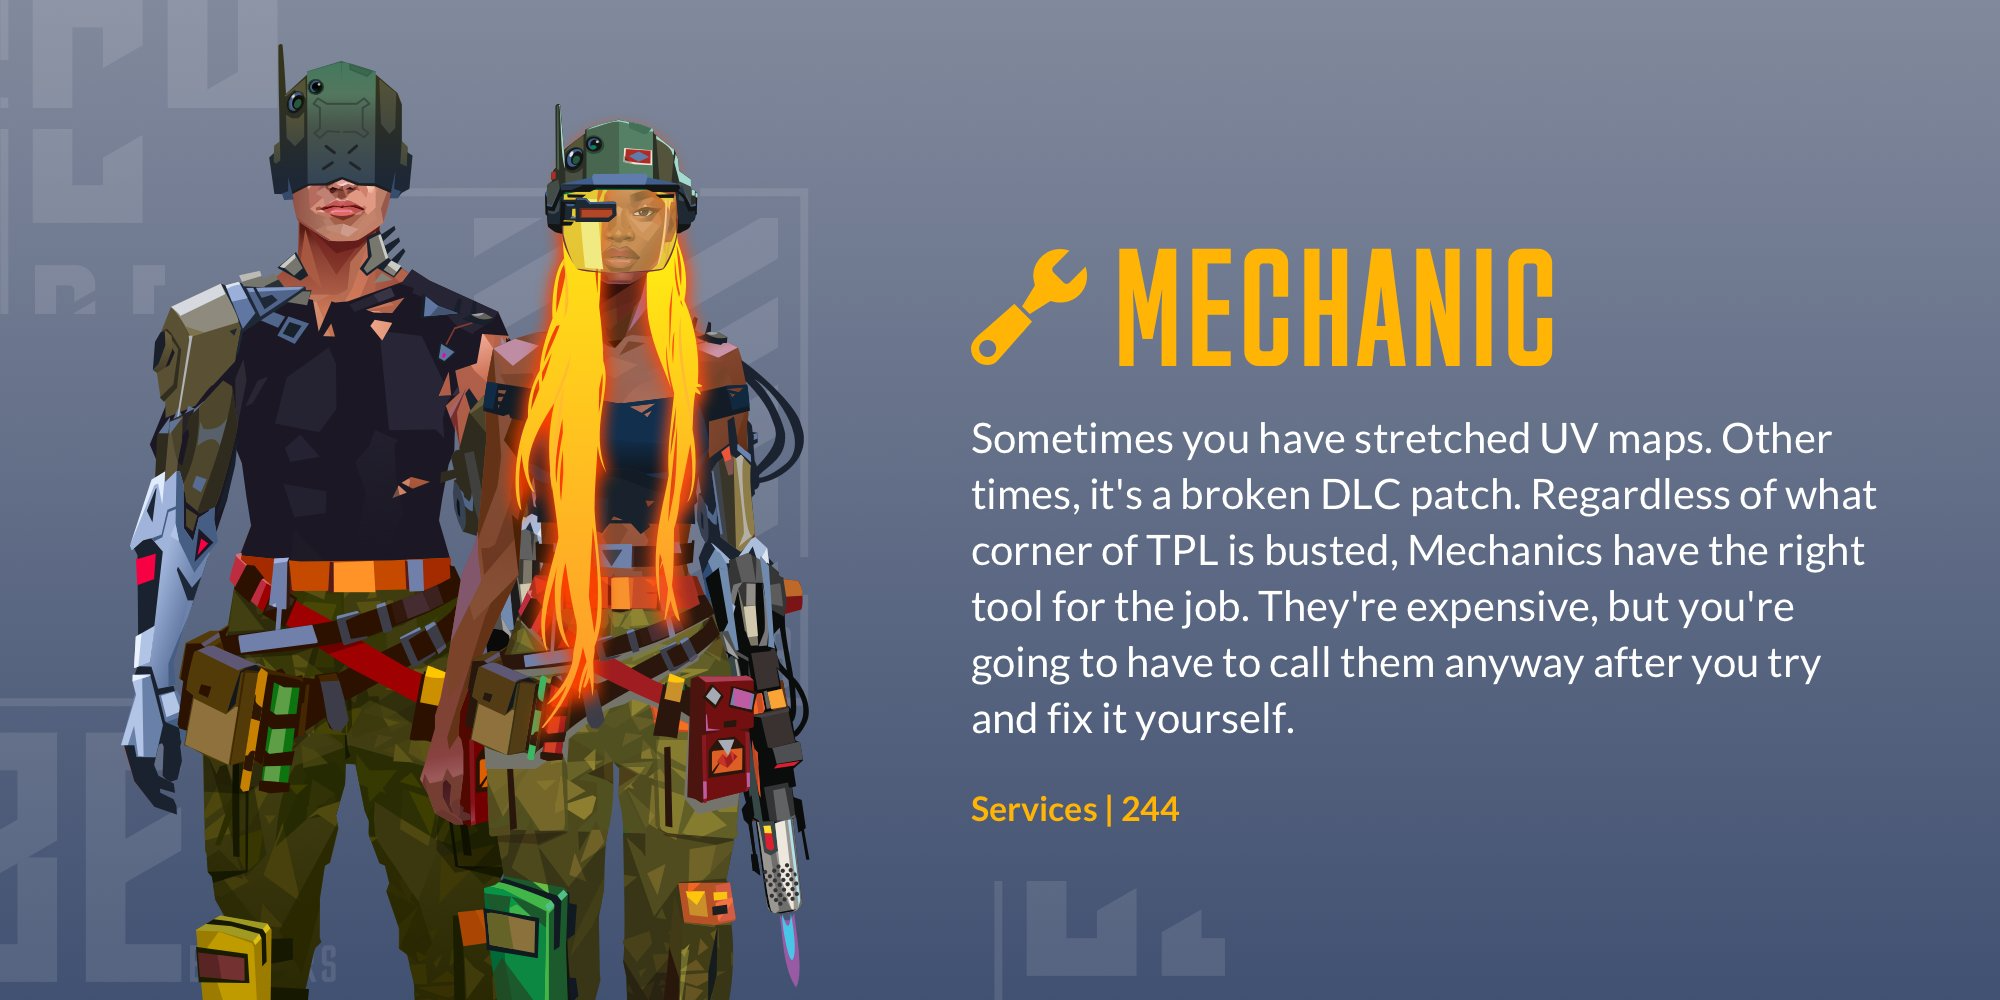 MECHANIC
Sometimes you have stretched UV maps. Other
times, it's a broken DLC patch. Regardless of what
corner of TPL is busted, Mechanics have the right
tool for the job. They're expensive, but you're
going to have to call them anyway after you try
and fix it yourself.
Services | 244